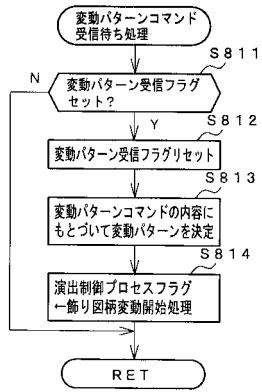 変動パターンコマンド
受信待ち処理
S811
N
変動パターン受信フラグ
セット?
Y
S812
変動パターン受信フラグリセット
S813
変動パターンコマンドの内容に
もとづいて変動パターンを決定
S814
演出制御プロセスフラグ
←飾り図柄変動開始処理
RET